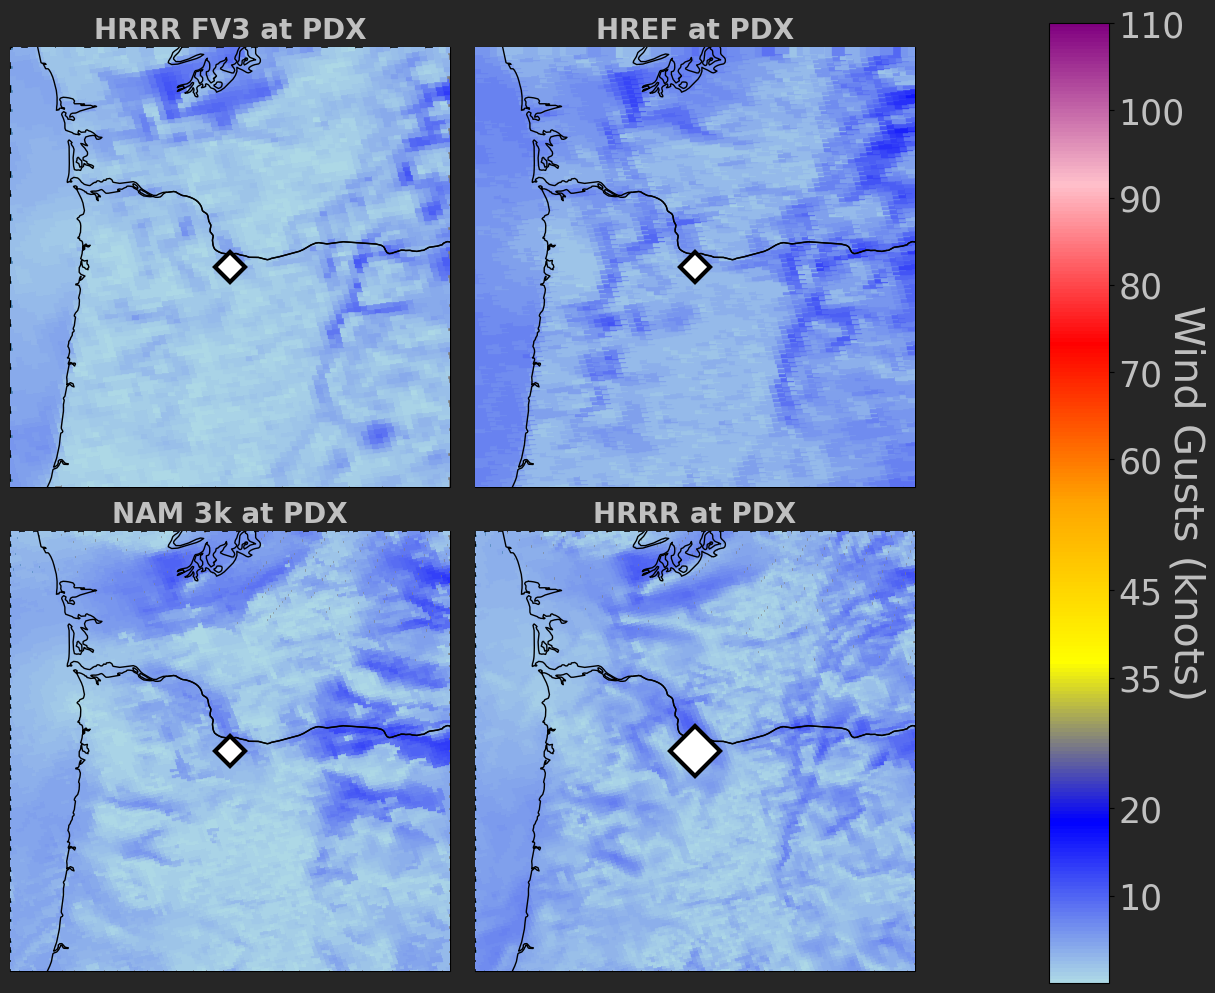 HRRR FV3 at PDX
HREF at PDX
NAM 3k at PDX
HRRR at PDX
110
100
90
80
70
60
45
35
20
10
Wind Gusts (knots)